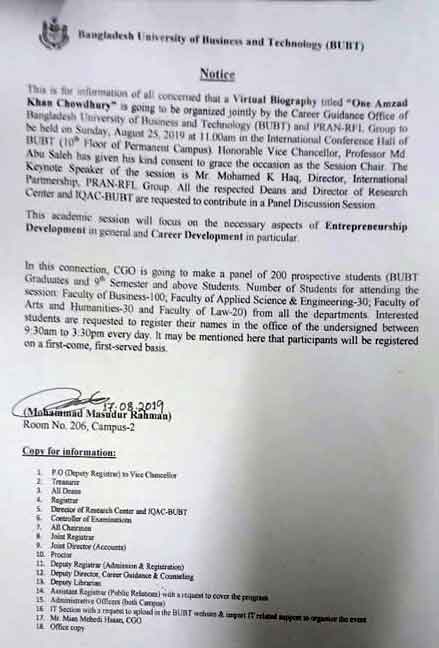 Bangladesh University of Business and Technology (BUBT)
Notice
This is for information of all concerned that a Virtual Biography titled "One Amzad
Khan Chowdhury" is going to be organized jointly by the Career Guidance Office of
Bangladesh University of Business and Technology (BUBT) and PRAN-RFL Group to
be held on Sunday, August 25, 2019 at 11.00am in the International Conference Hall of
BUBT (10th Floor of Permanent Campus). Honorable Vice Chancellor, Professor Md.
Abu Saleh has given his kind consent to grace the occasion as the Session Chair. The
Keynote Speaker of the session is Mr. Mohamed K Haq, Director, International
Partnership, PRAN-RFL Group. All the respected Deans and Director of Research
Center and IQAC-BUBT are requested to contribute in a Panel Discussion Session.
This academic session will focus on the necessary aspects of Entrepreneurship
Development in general and Career Development in particular.
In this connection, CGO is going to make a panel of 200 prospective students (BUBT
Graduates and 9th Semester and above Students. Number of Students for attending the
session: Faculty of Business-100; Faculty of Applied Science & Engineering-30; Faculty of
Arts and Humanities-30 and Faculty of Law-20) from all the departments. Interested
students are requested to register their names in the office of the undersigned between
9:30am to 3:30pm every day. It may be mentioned here that participants will be registered
on a first-come, first-served basis.
17.08.2019
(Mohammad Masudur Rahman)
Room No. 206, Campus-2
Copy for information:
1. P.O (Deputy Registrar) to Vice Chancellor
2. Treasurer
3. All Deans
4. Registrar
5. Director of Research Center and IQAC-BUBT
6. Controller of Examinations
7. All Chairman
8. Joint Registrar
9. Joint Director (Accounts)
10. Proctor
11. Deputy Registrar (Admission & Registration)
12. Deputy Director, Career Guidance & Counseling
13. Deputy Librarian
14. Assistant Registrar (Public Relations) with a request to cover the program
15. Administrative Officers (both Campus)
16. IT Section with a request to upload in the BUBT website & impart IT related support to organize the event
17. Mr. Mian Mehedi Hasan, CGO
18. Office copy